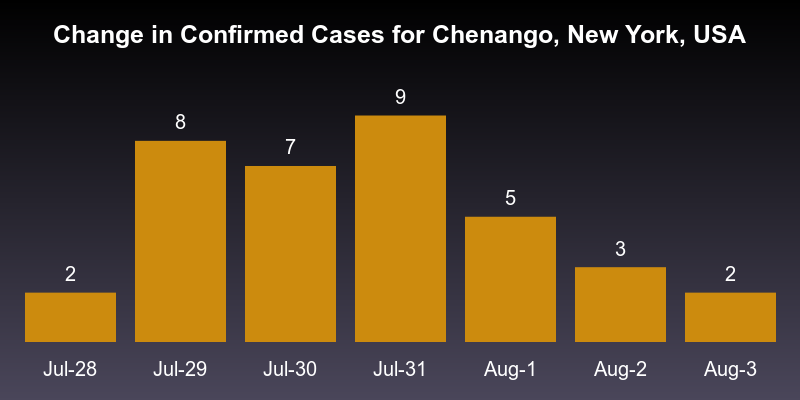 Change in Confirmed Cases for Chenango, New York, USA
2
8
7
9
5
3
2
Jul-28
Jul-29
Jul-30
Jul-31
Aug-1
Aug-2
Aug-3